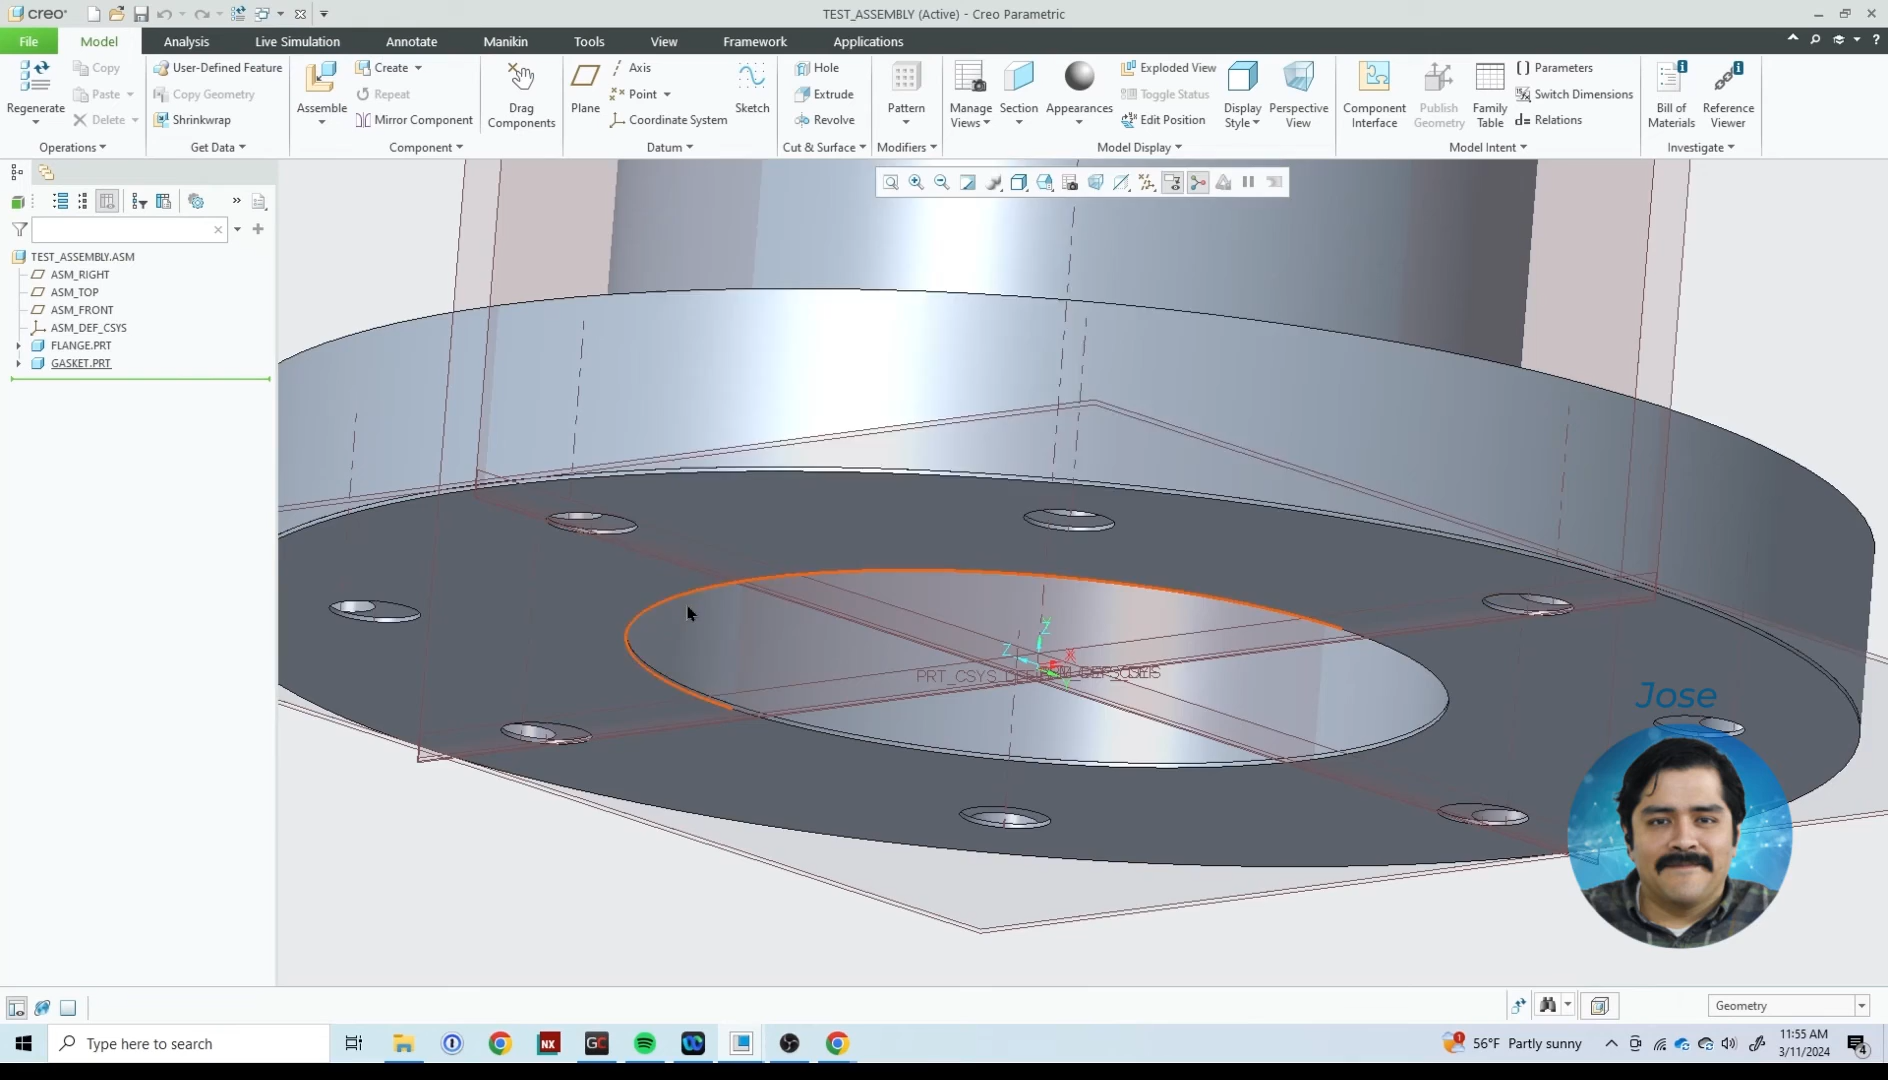 creo
TEST_ASSEMBLY (Active) - Creo Parametric
File
Model
Analysis
Live Simulation
Annotate
Manikin
Tools
View
Framework
Applications
Regenerate
Copy
Paste
Delete
Operations
User-Defined Feature
Copy Geometry
Shrinkwrap
Get Data
Assemble
Create
Repeat
Mirror Component
Component
Drag
Components
Plane
Axis
Point
Coordinate System
Sketch
Datum
Hole
Extrude
Revolve
Cut & Surface
Pattern
Modifiers
Manage
Views
Section
Appearances
Exploded View
Toggle Status
Edit Position
Display
Style
Perspective
View
Model Display
Component
Interface
Publish
Geometry
Family
Table
Parameters
Switch Dimensions
Relations
Model Intent
Bill of
Materials
Reference
Viewer
Investigate
TEST_ASSEMBLY.ASM
ASM_RIGHT
ASM_TOP
ASM_FRONT
ASM_DEF_CSYS
FLANGE.PRT
GASKET.PRT
Z
Z
X
Jose
Geometry
Type here to search
NX
GC
56°F Partly sunny
11:55 AM
3/11/2024
4